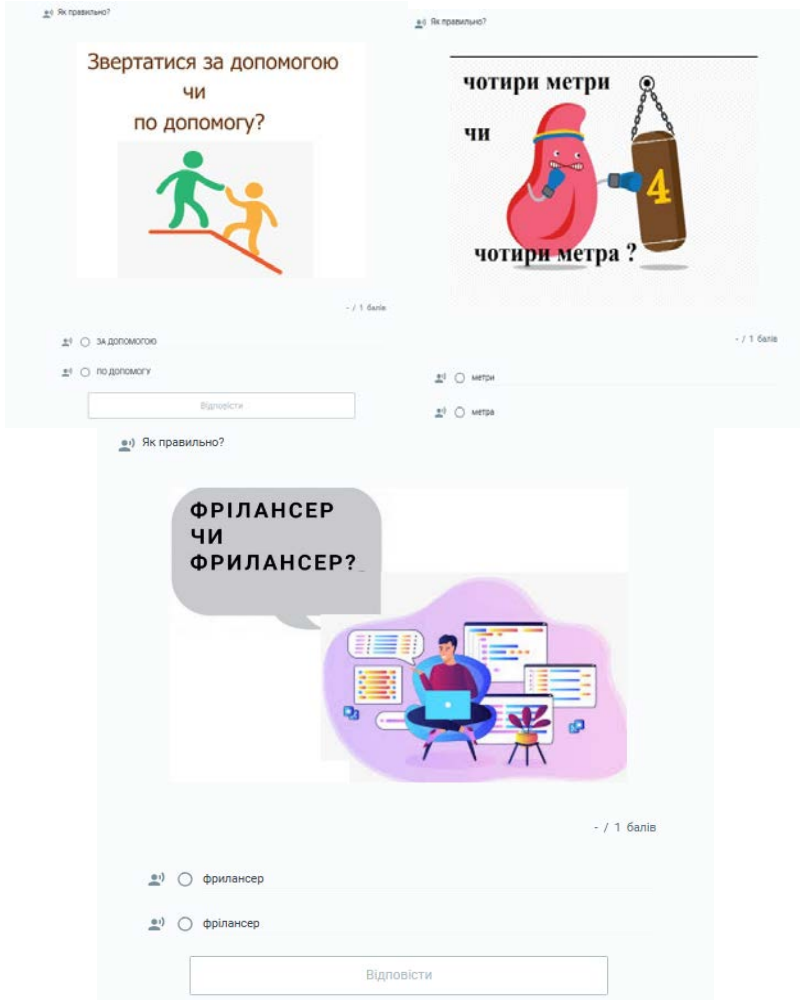 Як правильно?
Звертатися за допомогою
чи
по допомогу?
- / 1 балів
ЗА ДОПОМОГОЮ
ПО ДОПОМОГУ
Відповісти
Як правильно?
чотири метри
чи
4
чотири метра ?
- / 1 балів
метри
метра
Як правильно?
ФРІЛАНСЕР
ЧИ
ФРИЛАНСЕР?_
- / 1 балів
фрилансер
фрілансер
Відповісти